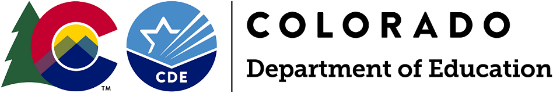 TM
CDE
COLORADO
Department of Education